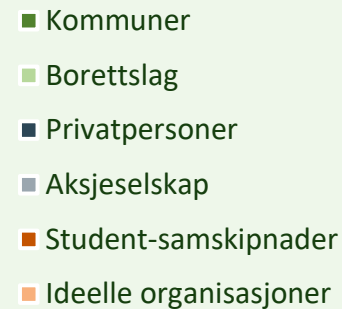 Kommuner
Borettslag
Privatpersoner
Aksjeselskap
Student-samskipnader
Ideelle organisasjoner